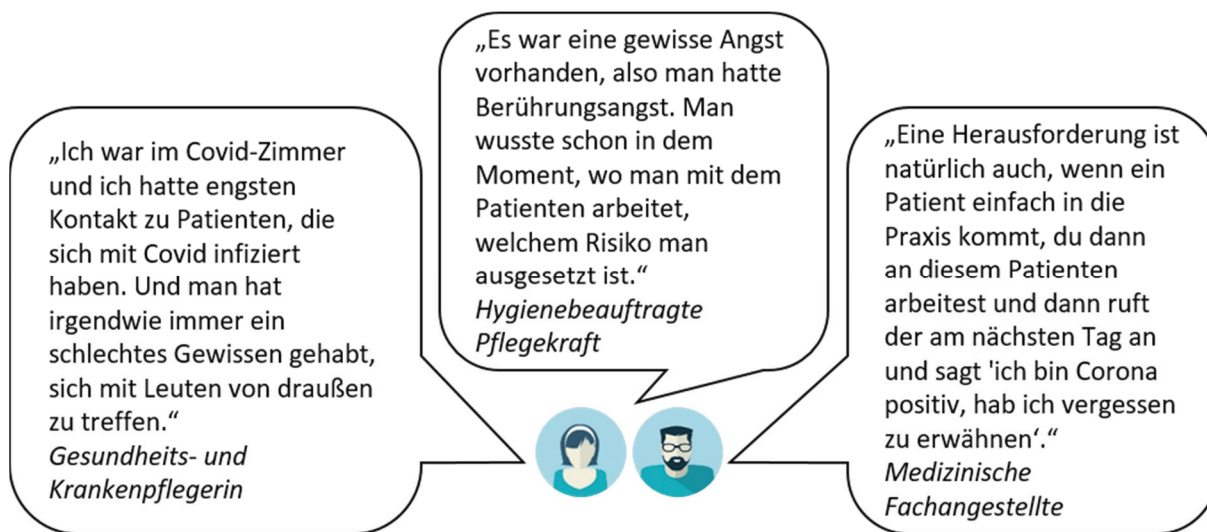 „Ich war im Covid-Zimmer
und ich hatte engsten
Kontakt zu Patienten, die
sich mit Covid infiziert
haben. Und man hat
irgendwie immer ein
schlechtes Gewissen gehabt,
sich mit Leuten von draußen
zu treffen.“
Gesundheits- und
Krankenpflegerin
„Es war eine gewisse Angst
vorhanden, also man hatte
Berührungsangst. Man
wusste schon in dem
Moment, wo man mit dem
Patienten arbeitet,
welchem Risiko man
ausgesetzt ist.“
Hygienebeauftragte
Pflegekraft
„Eine Herausforderung ist
natürlich auch, wenn ein
Patient einfach in die
Praxis kommt, du dann
an diesem Patienten
arbeitest und dann ruft
der am nächsten Tag an
und sagt 'ich bin Corona
positiv, hab ich vergessen
zu erwähnen‘.“
Medizinische
Fachangestellte